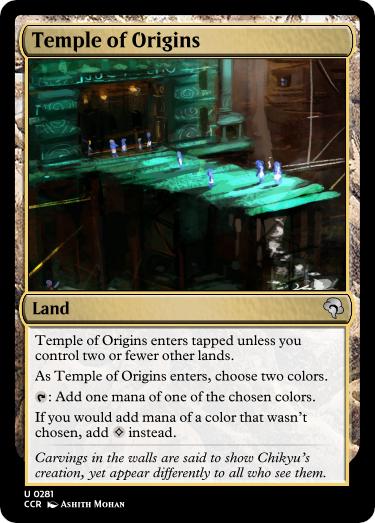 Temple of Origins
Land
Temple of Origins enters tapped unless you
control two or fewer other lands.
As Temple of Origins enters, choose two colors.
: Add one mana of one of the chosen colors.
If you would add mana of a color that wasn't
chosen, add instead.
Carvings in the walls are said to show Chikyu's
creation, yet appear differently to all who see them.
U 0281
CCR Ashith Mohan